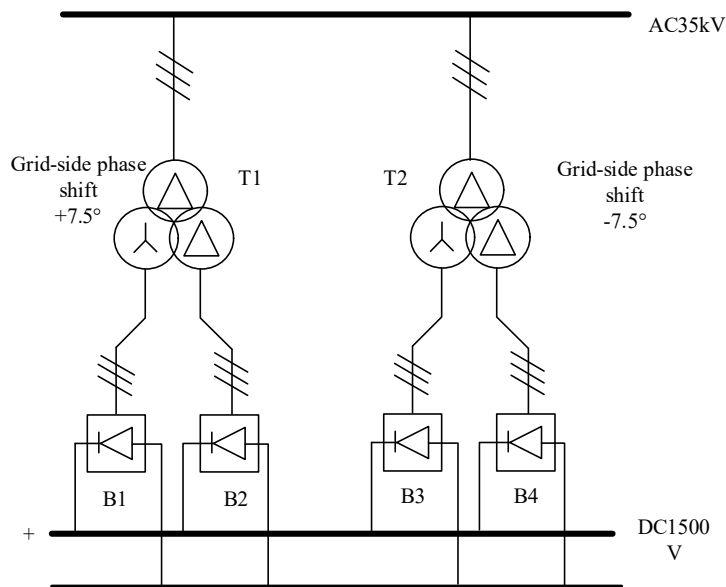 AC35kV
Grid-side phase
shift
+7.5°
T1
T2
Grid-side phase
shift
-7.5°
B1
B2
B3
B4
+
DC1500
V